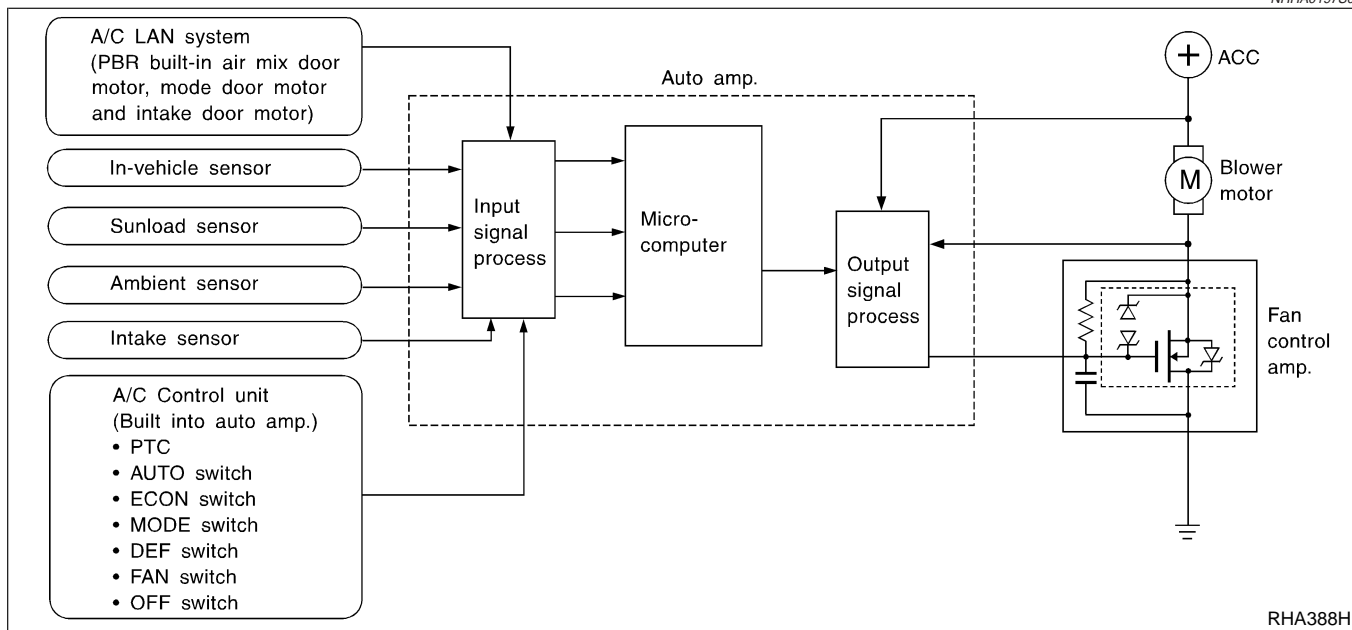 A/C LAN system
(PBR built-in air mix door
motor, mode door motor
and intake door motor)
In-vehicle sensor
Sunload sensor
Ambient sensor
Intake sensor
A/C Control unit
(Built into auto amp.)
• PTC
• AUTO switch
• ECON switch
• MODE switch
• DEF switch
• FAN switch
• OFF switch
Auto amp.
Input
signal
process
Micro-
computer
Output
signal
process
+
ACC
M
Blower
motor
Fan
control
amp.
RHA388H